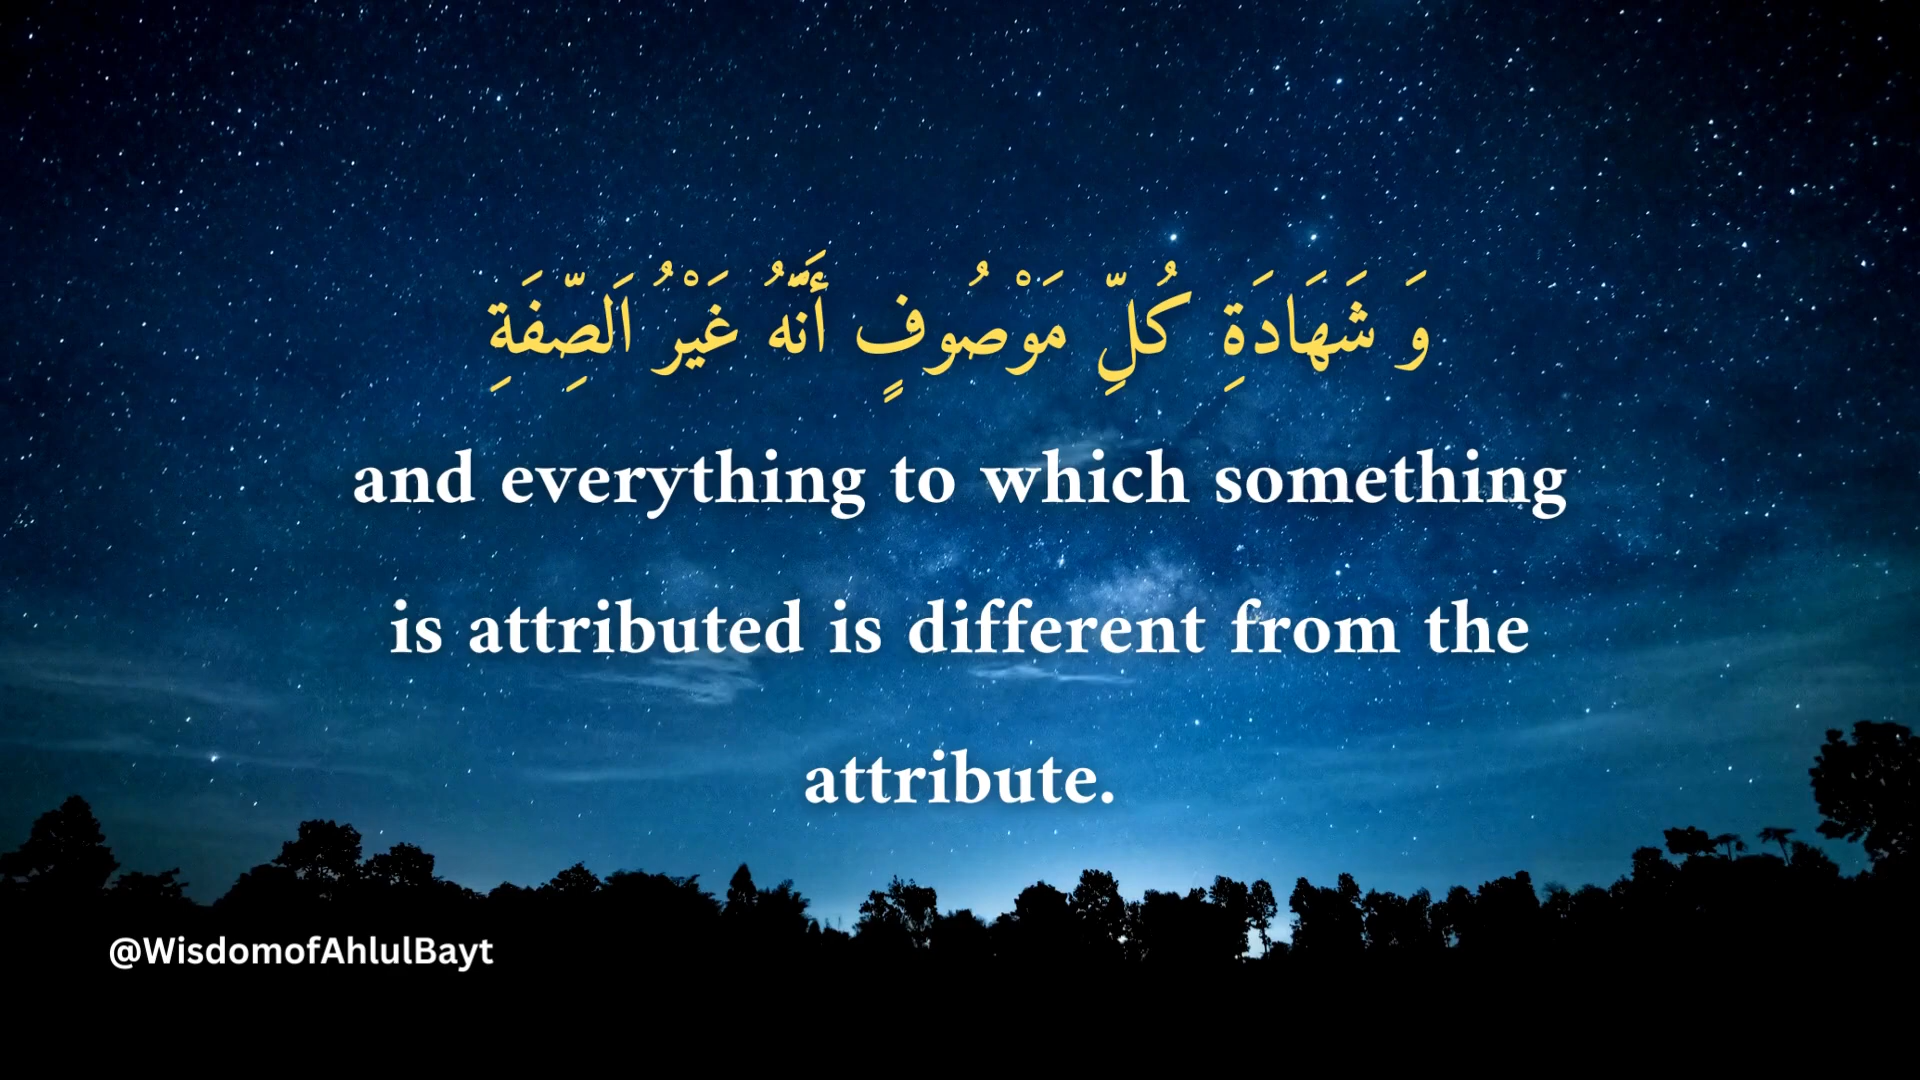 وَ شَهَادَةِ كُلِّ مَوْصُوفٍ أَنَّهُ غَيْرُ اَلصِّفَةِ
and everything to which something
is attributed is different from the
attribute.
@WisdomofAhlulBayt